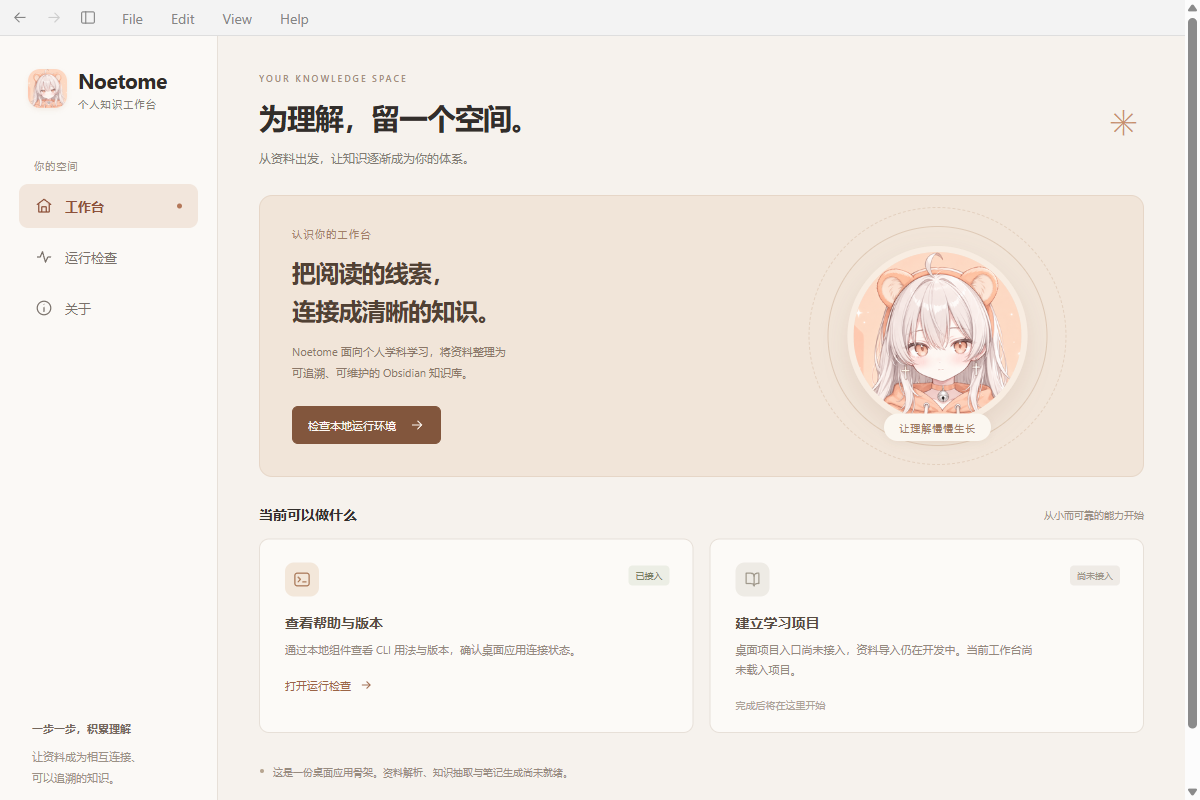 File Edit View Help
Noetome
个人知识工作台
你的空间
工作台
运行检查
关于
一步一步，积累理解
让资料成为相互连接、
可以追溯的知识。
YOUR KNOWLEDGE SPACE
为理解，留一个空间。
从资料出发，让知识逐渐成为你的体系。
认识你的工作台
把阅读的线索，
连接成清晰的知识。
Noetome 面向个人学科学习，将资料整理为
可追溯、可维护的 Obsidian 知识库。
检查本地运行环境
让理解慢慢生长
当前可以做什么
从小而可靠的能力开始
已接入
查看帮助与版本
通过本地组件查看 CLI 用法与版本，确认桌面应用连接状态。
打开运行检查
尚未接入
建立学习项目
桌面项目入口尚未接入，资料导入仍在开发中。当前工作台尚
未载入项目。
完成后将在这里开始
这是一份桌面应用骨架。资料解析、知识抽取与笔记生成尚未就绪。